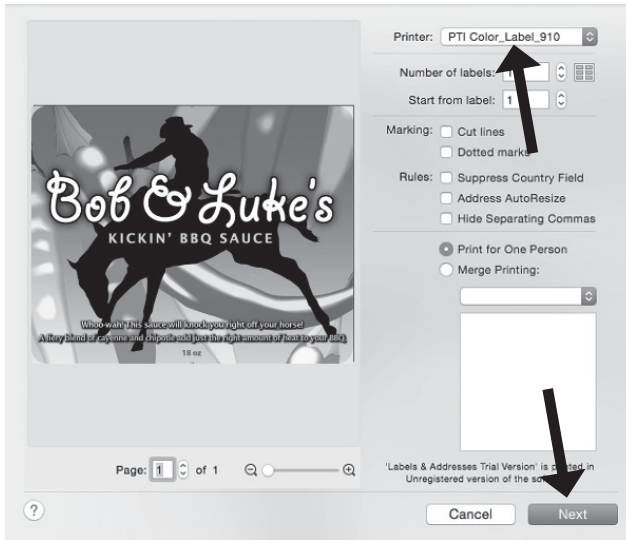 Printer: PTI Color_Label_910
Number of labels: 1
Start from label: 1
Marking: Cut lines
Dotted marks
Rules: Suppress Country Field
Address AutoResize
Hide Separating Commas
Print for One Person
Merge Printing:
Bob & Luke's
KICKIN' BBQ SAUCE
Whoo-wah! This sauce will knock you right off your horse!
A fiery blend of cayenne and chipotle add just the right amount of heat to your BBQ.
18 oz
Page: 1 of 1
'Labels & Addresses Trial Version' is printed in
Unregistered version of the
?
Cancel
Next